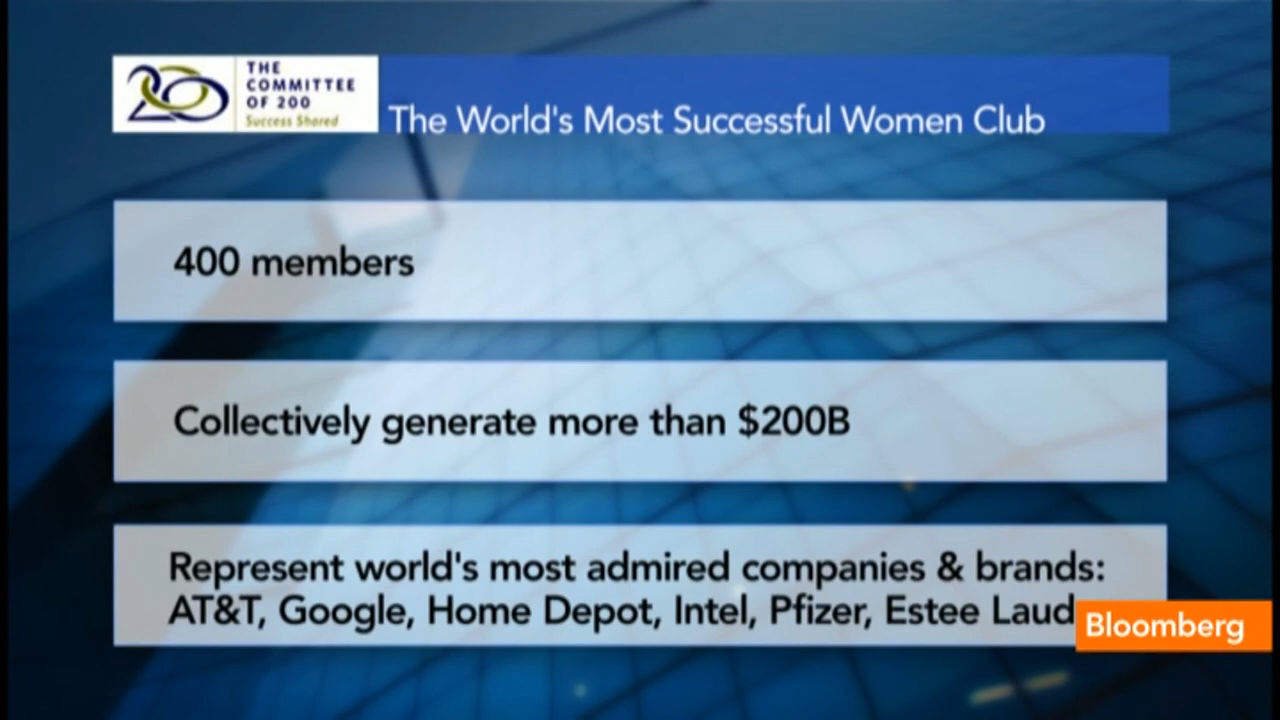 200
THE
COMMITTEE
OF 200
Success Shared
The World's Most Successful Women Club
400 members
Collectively generate more than $200B
Represent world's most admired companies & brands:
AT&T, Google, Home Depot, Intel, Pfizer, Estee Laud
Bloomberg